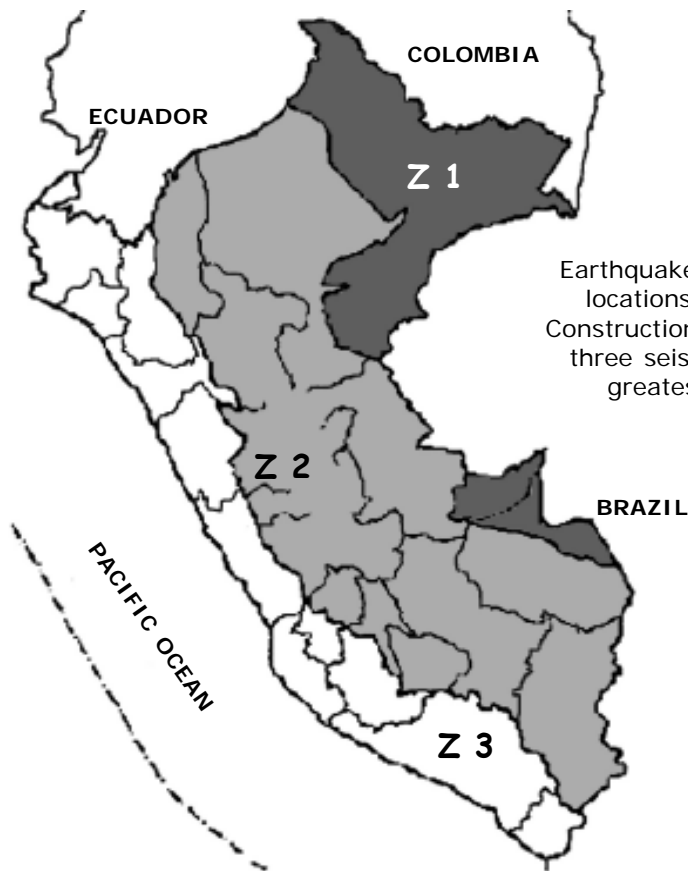 COLOMBIA
ECUADOR
Z 1
Earthquake
locations
Construction
three seis
greates
Z 2
BRAZIL
PACIFIC OCEAN
Z 3